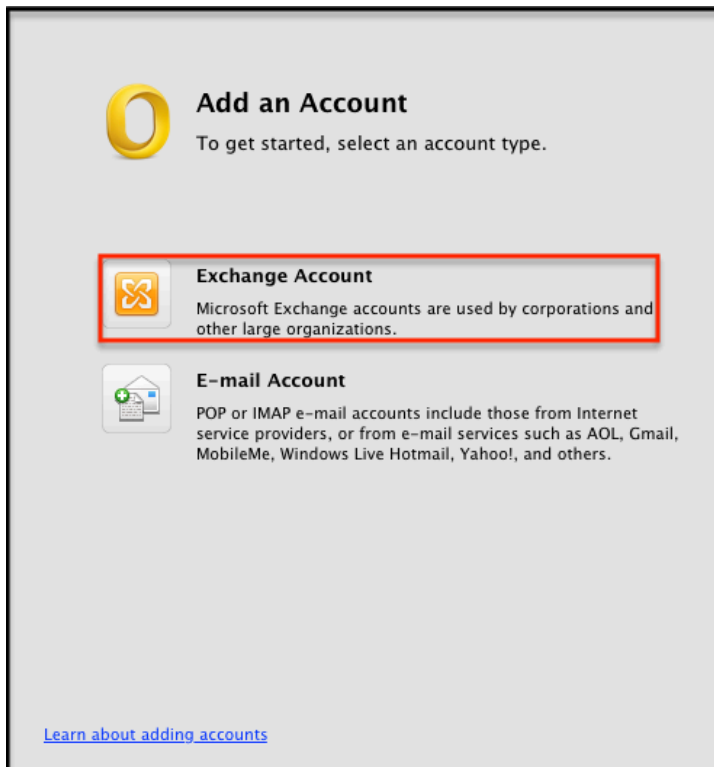 Add an Account
To get started, select an account type.
Exchange Account
Microsoft Exchange accounts are used by corporations and
other large organizations.
E-mail Account
POP or IMAP e-mail accounts include those from Internet
service providers, or from e-mail services such as AOL, Gmail,
MobileMe, Windows Live Hotmail, Yahoo!, and others.
Learn about adding accounts